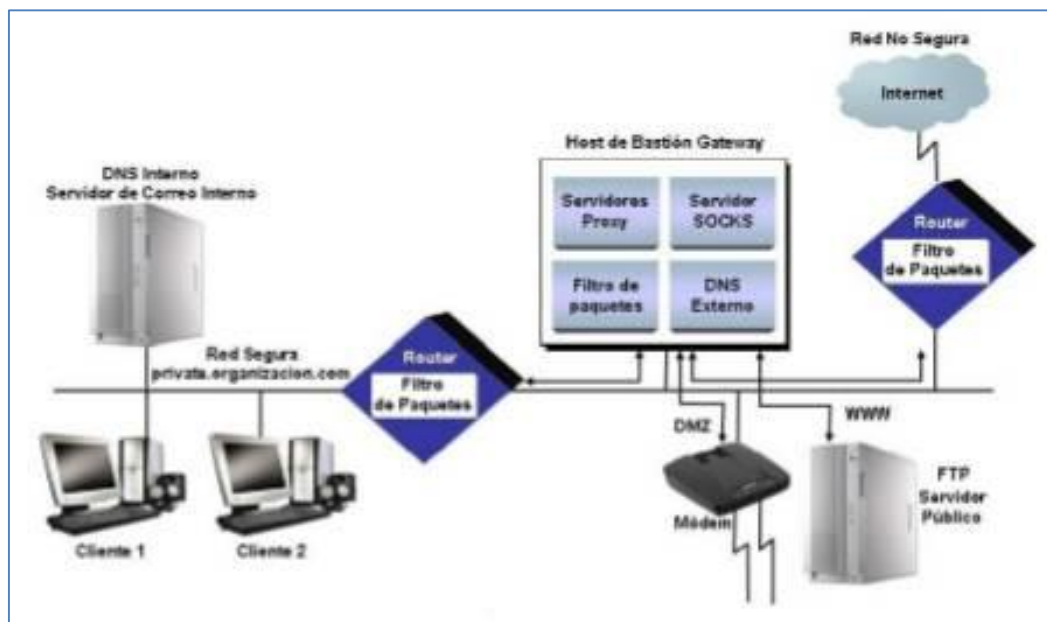 Red No Segura
Internet
Host de Bastión Gateway
DNS Interno
Servidor de Correo Interno
Servidores
Proxy
Servidor
SOCKS
Filtro de
paquetes
DNS
Externo
Router
Filtro
de Paquetes
Red Segura
private.organizacion.com
Router
Filtro
de Paquetes
DMZ
WWW
Módem
FTP
Servidor
Público
Cliente 1
Cliente 2